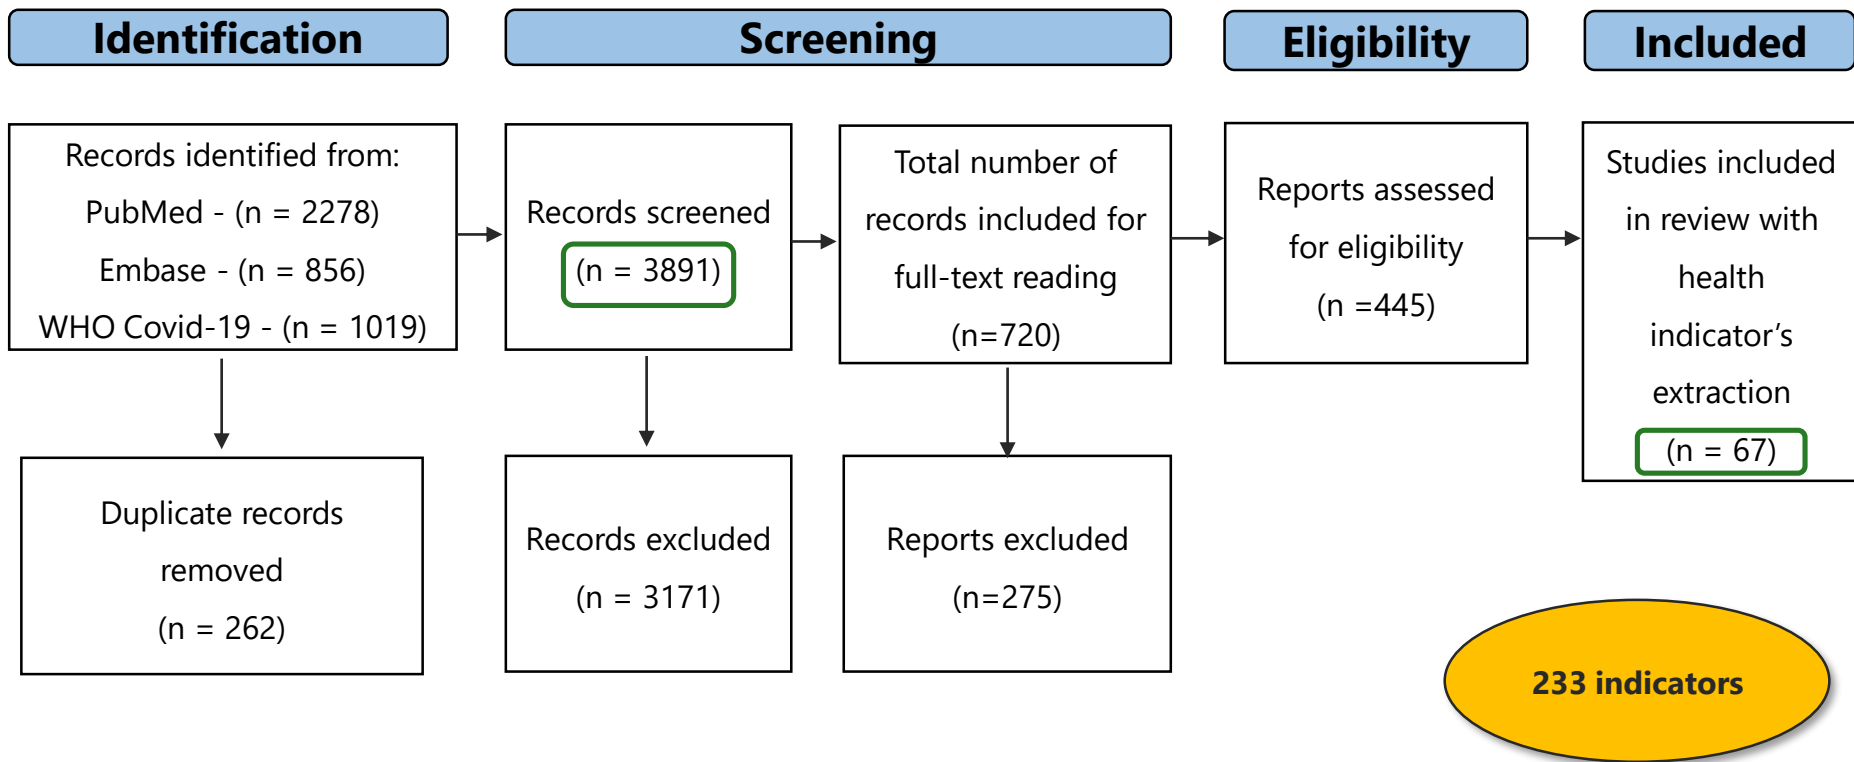 Identification
Screening
Eligibility
Included
Records identified from:
PubMed - (n = 2278)
Embase - (n = 856)
WHO Covid-19 - (n = 1019)
Records screened
(n = 3891)
Total number of
records included for
full-text reading
(n=720)
Reports assessed
for eligibility
(n =445)
Studies included
in review with
health
indicator’s
extraction
(n = 67)
Duplicate records
removed
(n = 262)
Records excluded
(n = 3171)
Reports excluded
(n=275)
233 indicators